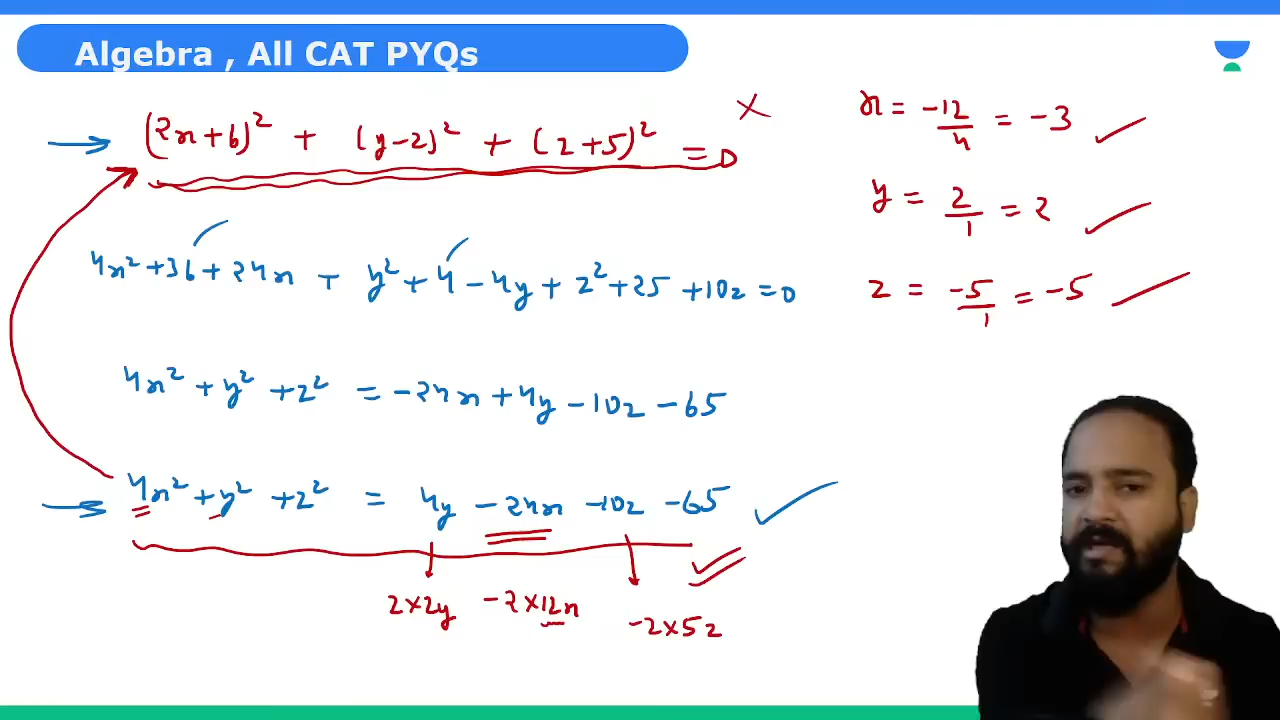 Algebra , All CAT PYQs
(2x+6)² + (y-2)² + (z+5)² = 0 ×
4x²+36+24x + y²+4-4y+z²+25+10z=0
4x²+y²+z² = -24x+4y-10z-65
4x²+y²+z² = 4y-24x-10z-65
2×2y -2×12x -2×5z
x = -12/4 = -3
y = 2/1 = 2
z = -5/1 = -5